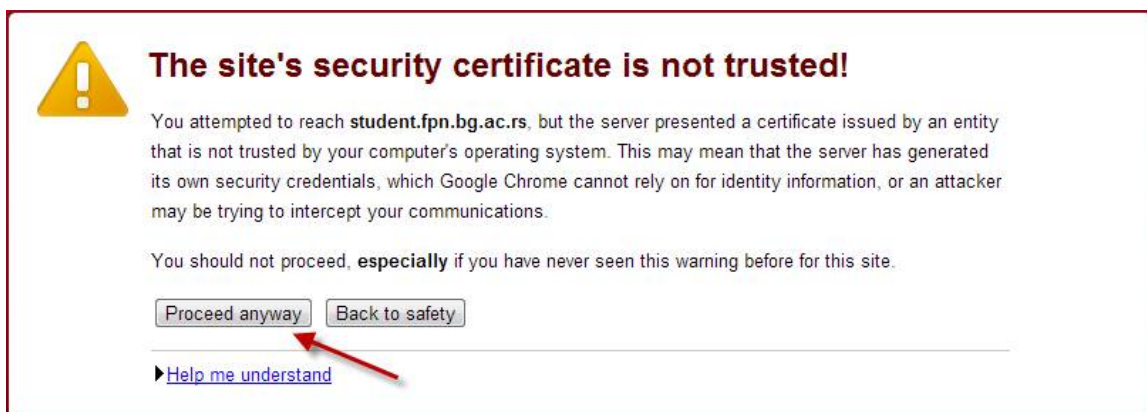 The site's security certificate is not trusted!
You attempted to reach student.fpn.bg.ac.rs, but the server presented a certificate issued by an entity
that is not trusted by your computer's operating system. This may mean that the server has generated
its own security credentials, which Google Chrome cannot rely on for identity information, or an attacker
may be trying to intercept your communications.
You should not proceed, especially if you have never seen this warning before for this site.
Proceed anyway Back to safety
Help me understand